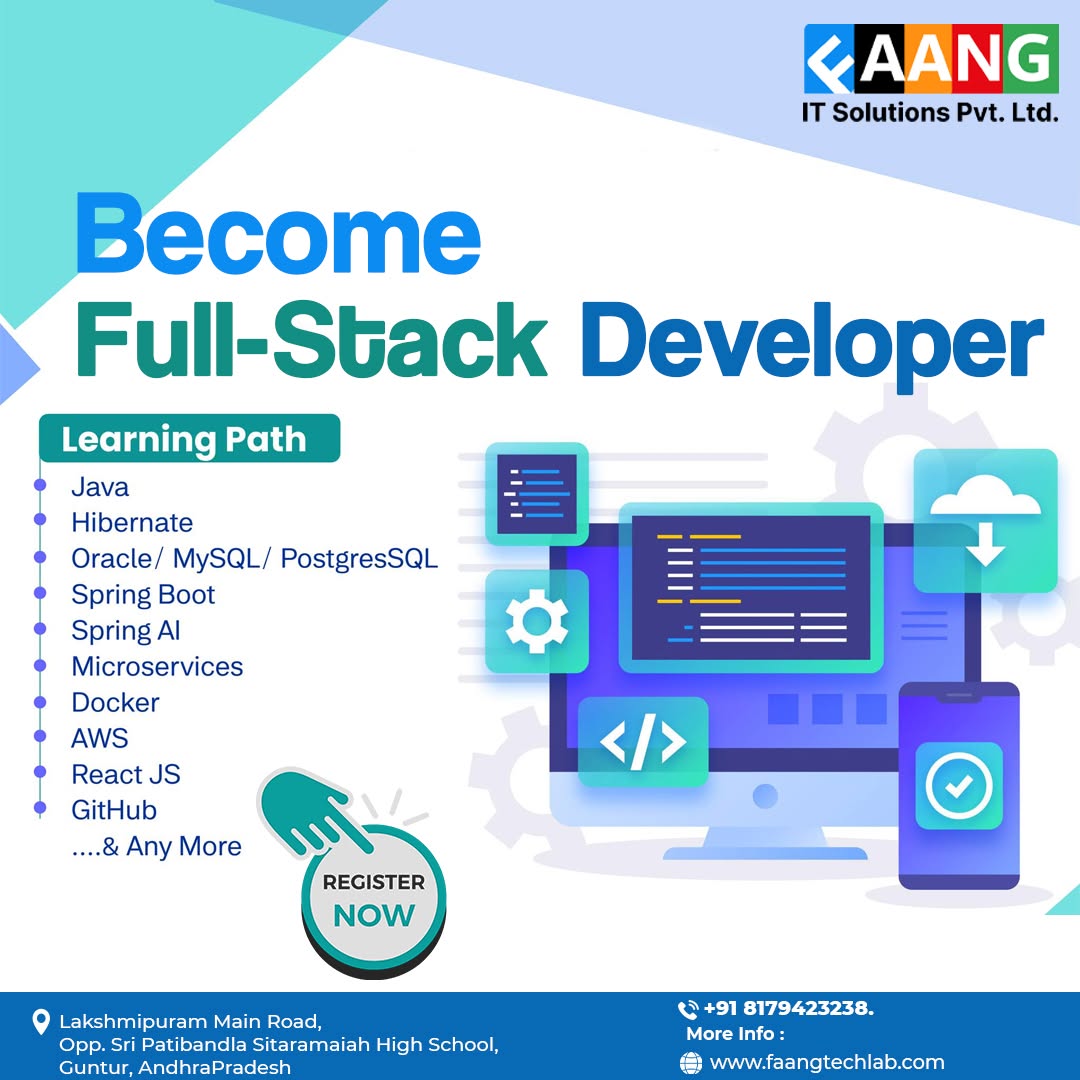 FAANG
IT Solutions Pvt. Ltd.
Become
Full-Stack Developer
Learning Path
Java
Hibernate
Oracle/ MySQL/ PostgresSQL
Spring Boot
Spring AI
Microservices
Docker
AWS
React JS
GitHub
....& Any More
</>
REGISTER
NOW
Lakshmipuram Main Road,
Opp. Sri Patibandla Sitaramaiah High School,
Guntur, AndhraPradesh
+91 8179423238.
More Info :
www.faangtechlab.com